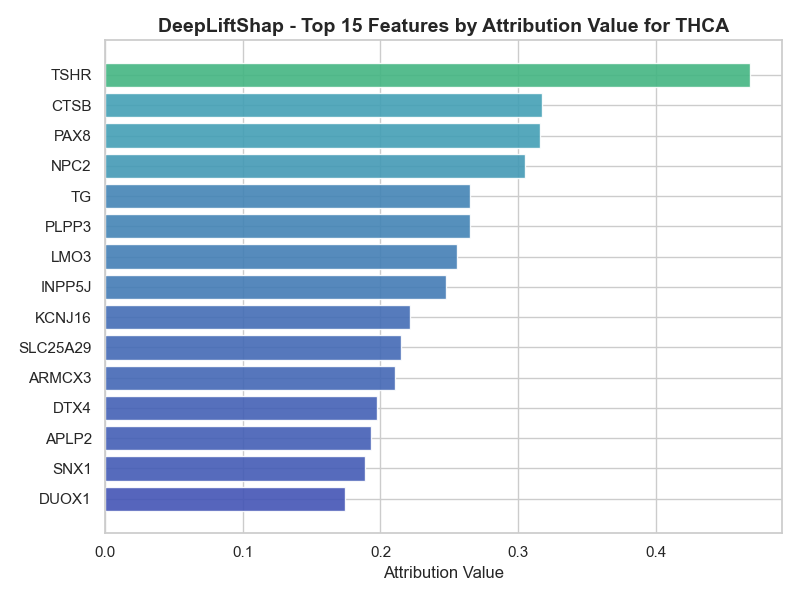 DeepLiftShap - Top 15 Features by Attribution Value for THCA
TSHR
CTSB
PAX8
NPC2
TG
PLPP3
LMO3
INPP5J
KCNJ16
SLC25A29
ARMCX3
DTX4
APLP2
SNX1
DUOX1
0.0 0.1 0.2 0.3 0.4
Attribution Value